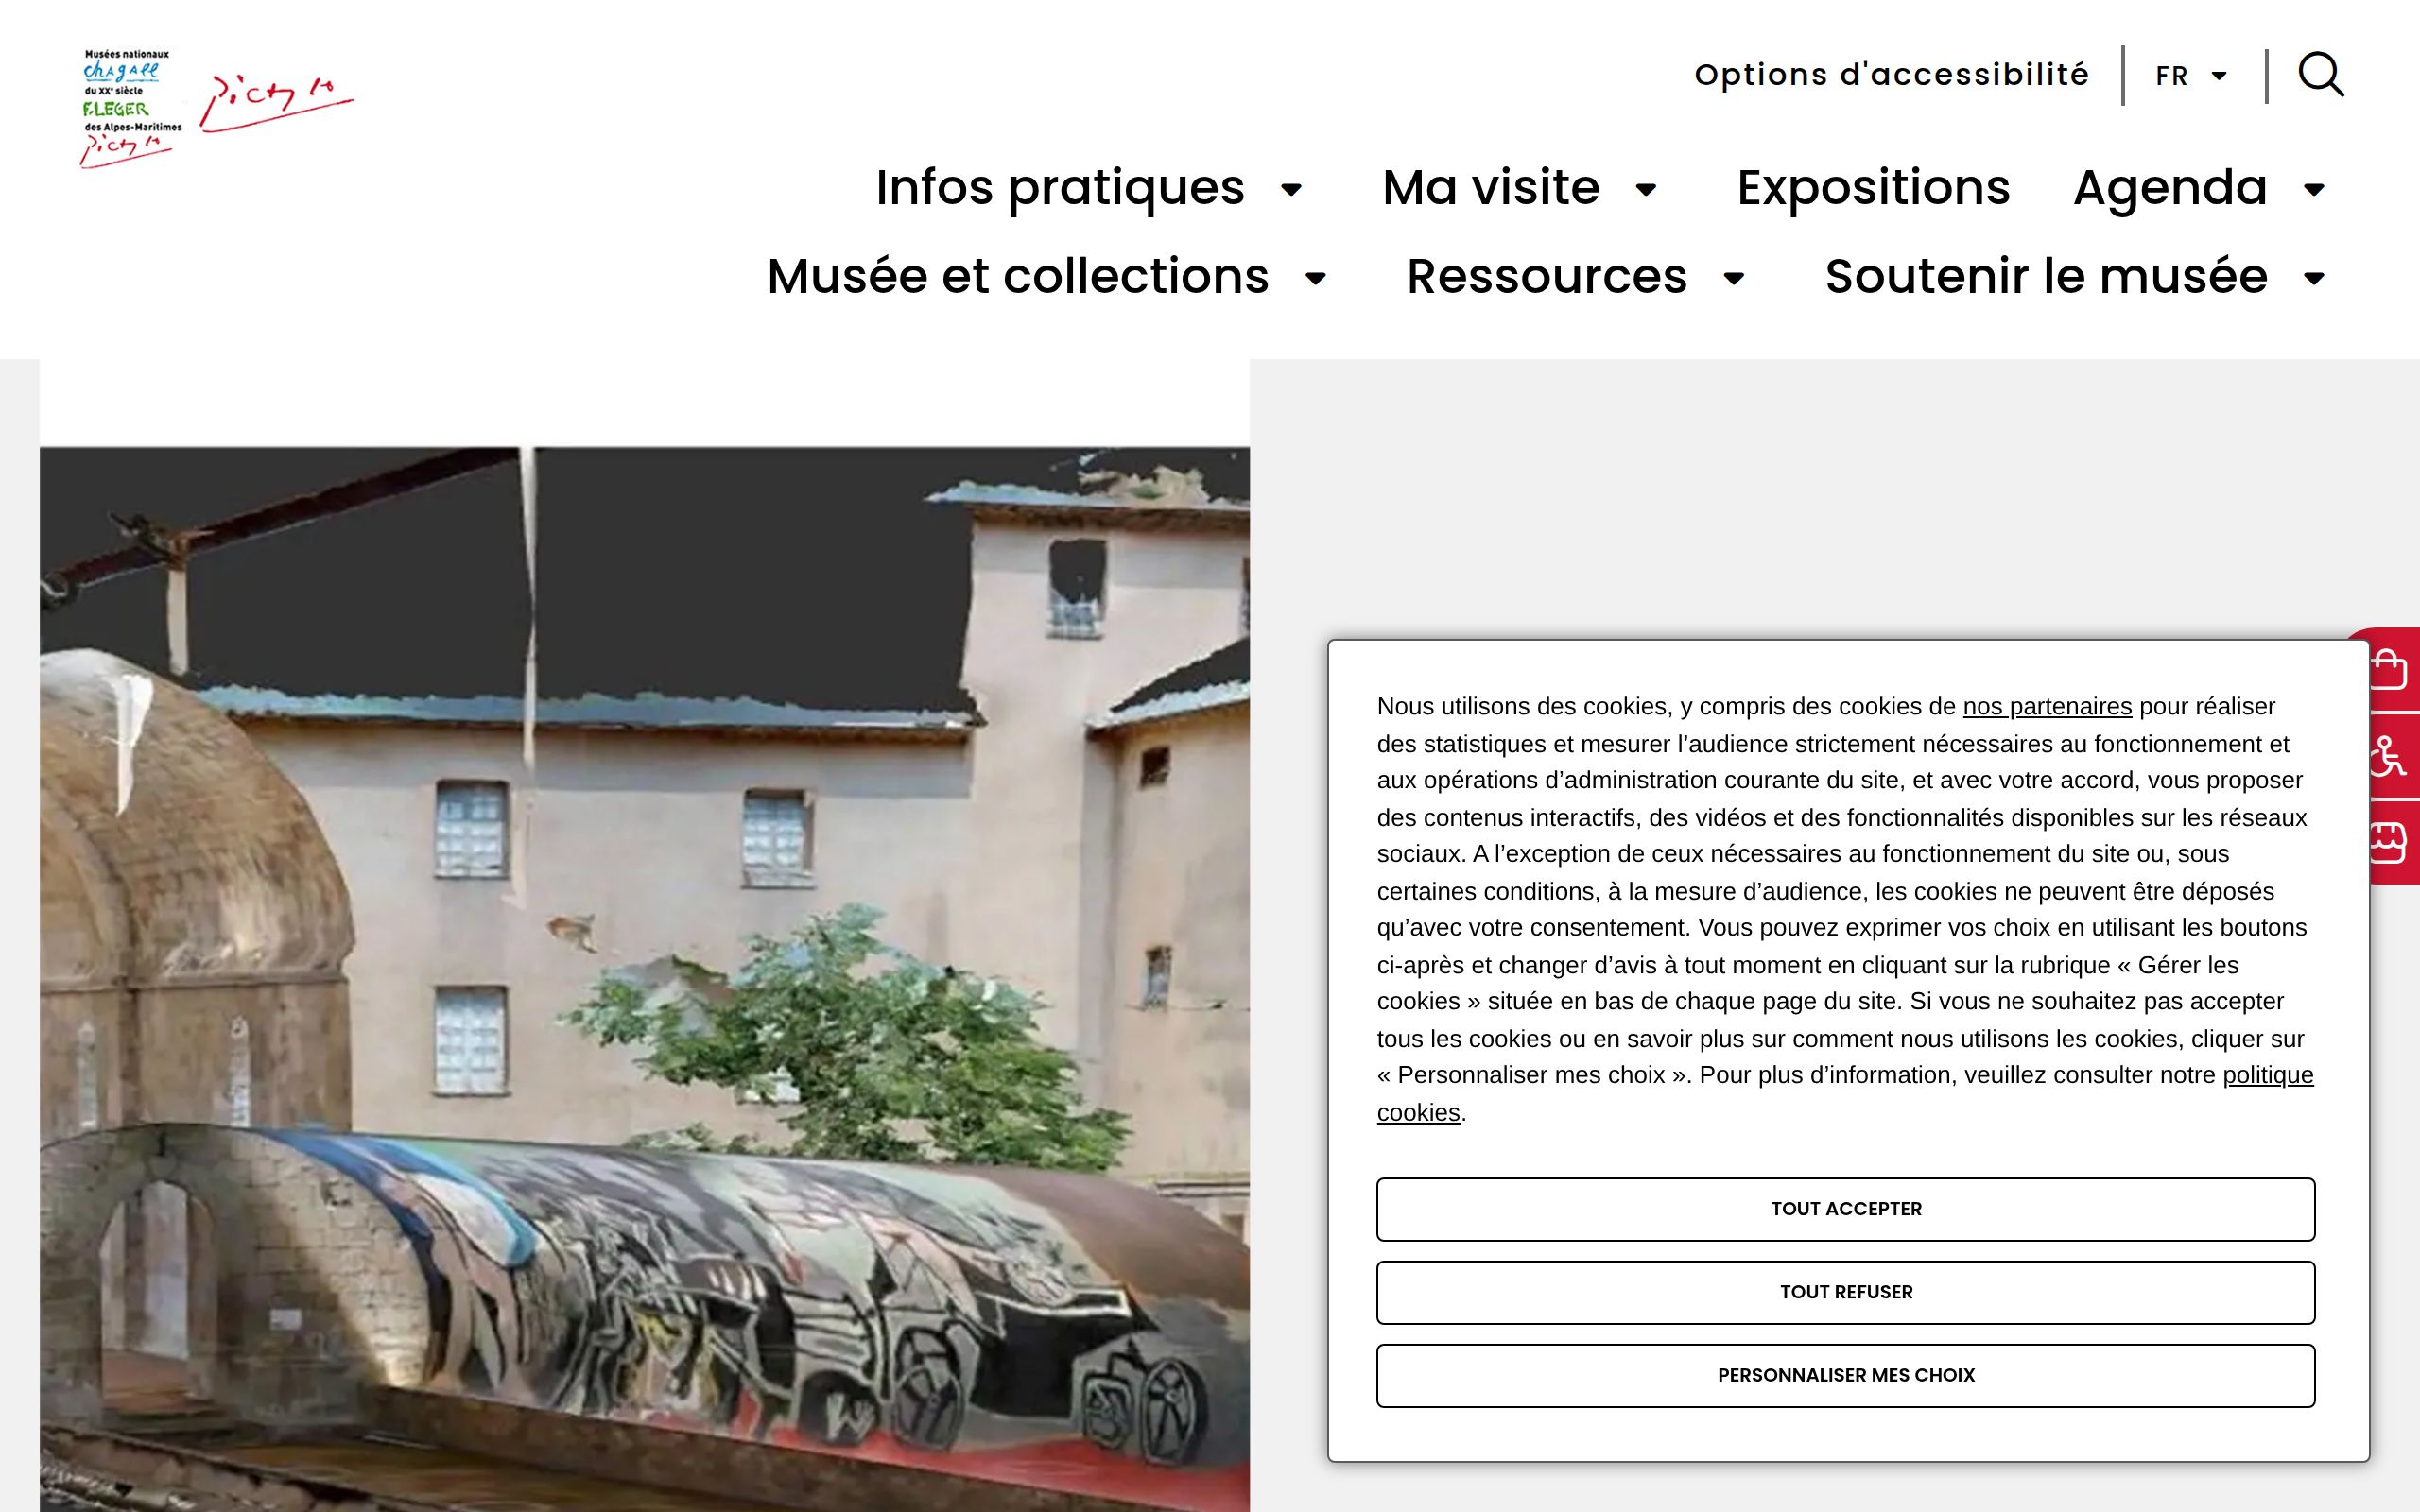 Musées nationaux
chagall
du XXe siècle
F.LEGER
des Alpes-Maritimes
Picasso
Picasso
Options d'accessibilité
FR
Infos pratiques
Ma visite
Expositions
Agenda
Musée et collections
Ressources
Soutenir le musée
Nous utilisons des cookies, y compris des cookies de nos partenaires pour réaliser
des statistiques et mesurer l’audience strictement nécessaires au fonctionnement et
aux opérations d’administration courante du site, et avec votre accord, vous proposer
des contenus interactifs, des vidéos et des fonctionnalités disponibles sur les réseaux
sociaux. A l’exception de ceux nécessaires au fonctionnement du site ou, sous
certaines conditions, à la mesure d’audience, les cookies ne peuvent être déposés
qu’avec votre consentement. Vous pouvez exprimer vos choix en utilisant les boutons
ci-après et changer d’avis à tout moment en cliquant sur la rubrique « Gérer les
cookies » située en bas de chaque page du site. Si vous ne souhaitez pas accepter
tous les cookies ou en savoir plus sur comment nous utilisons les cookies, cliquer sur
« Personnaliser mes choix ». Pour plus d’information, veuillez consulter notre politique
cookies.
TOUT ACCEPTER
TOUT REFUSER
PERSONNALISER MES CHOIX